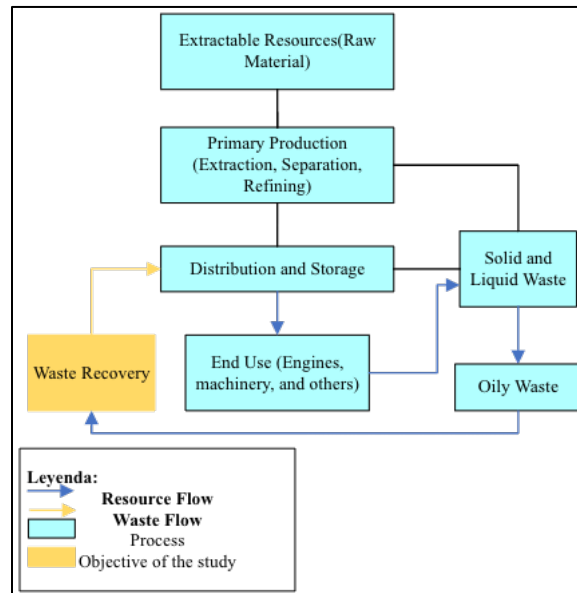 Extractable Resources(Raw
Material)
Primary Production
(Extraction, Separation,
Refining)
Distribution and Storage
Solid and
Liquid Waste
Waste Recovery
End Use (Engines,
machinery, and others)
Oily Waste
Leyenda:
Resource Flow
Waste Flow
Process
Objective of the study